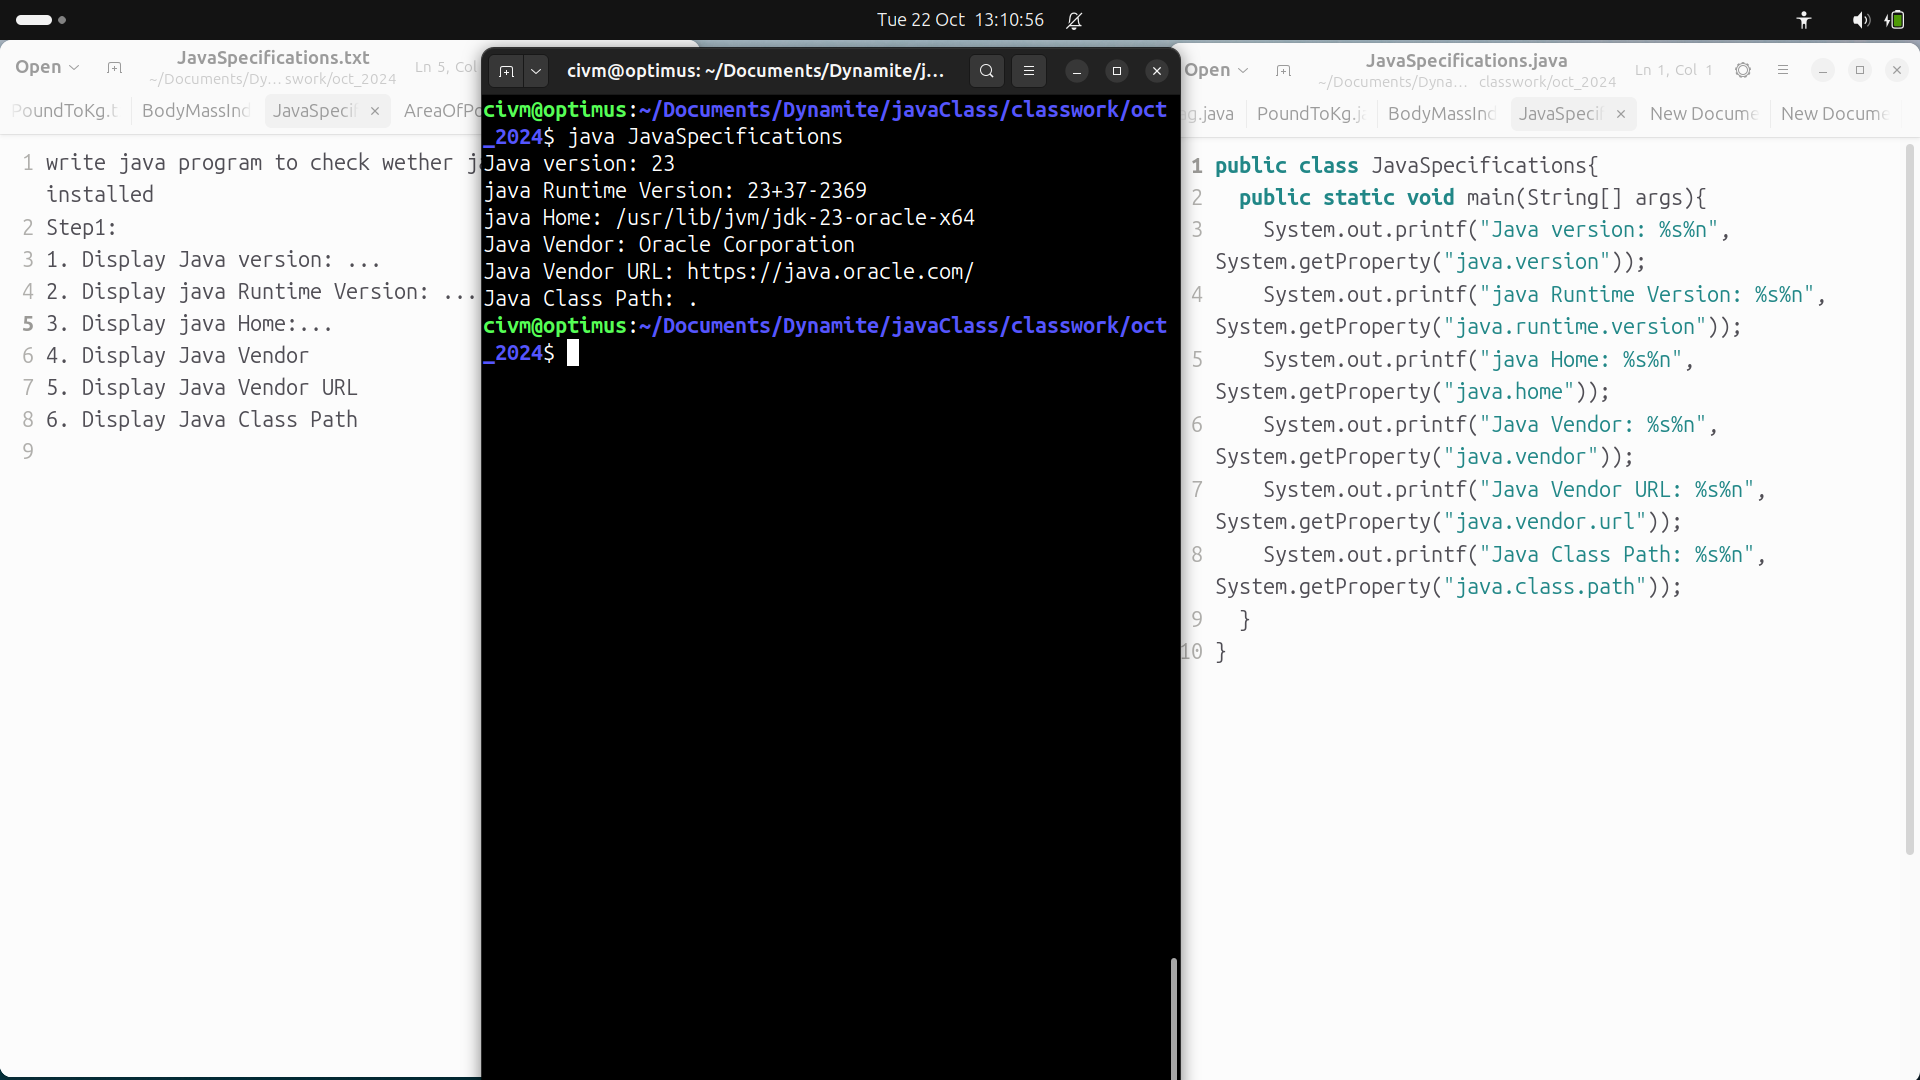 Tue 22 Oct 13:10:56
Open
JavaSpecifications.txt
~/Documents/Dy... swork/oct_2024
Ln 5, Col
PoundToKg.t
BodyMassInd
JavaSpecif
AreaOfPo
1 write java program to check wether
installed
2 Step1:
3 1. Display Java version: ...
4 2. Display java Runtime Version: ...
5 3. Display java Home:...
6 4. Display Java Vendor
7 5. Display Java Vendor URL
8 6. Display Java Class Path
9
civm@optimus: ~/Documents/Dynamite/j...
civm@optimus:~/Documents/Dynamite/javaClass/classwork/oct
_2024$ java JavaSpecifications
Java version: 23
java Runtime Version: 23+37-2369
java Home: /usr/lib/jvm/jdk-23-oracle-x64
Java Vendor: Oracle Corporation
Java Vendor URL: https://java.oracle.com/
Java Class Path: .
civm@optimus:~/Documents/Dynamite/javaClass/classwork/oct
_2024$
Open
JavaSpecifications.java
~/Documents/Dyna... classwork/oct_2024
Ln 1, Col 1
ag.java
PoundToKg.ja
BodyMassInd
JavaSpecif
New Docume
New Docume
1 public class JavaSpecifications{
2 public static void main(String[] args){
3 System.out.printf("Java version: %s%n",
System.getProperty("java.version"));
4 System.out.printf("java Runtime Version: %s%n",
System.getProperty("java.runtime.version"));
5 System.out.printf("java Home: %s%n",
System.getProperty("java.home"));
6 System.out.printf("Java Vendor: %s%n",
System.getProperty("java.vendor"));
7 System.out.printf("Java Vendor URL: %s%n",
System.getProperty("java.vendor.url"));
8 System.out.printf("Java Class Path: %s%n",
System.getProperty("java.class.path"));
9 }
10 }